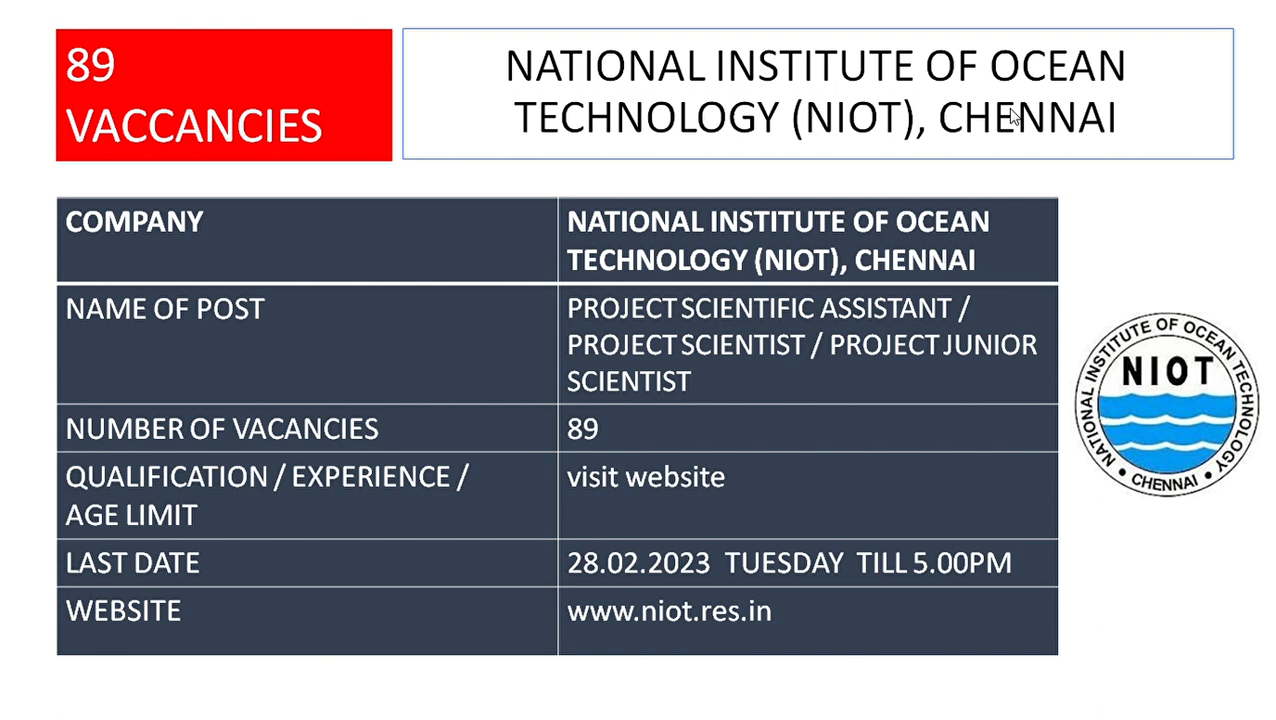 89
VACCANCIES
NATIONAL INSTITUTE OF OCEAN
TECHNOLOGY (NIOT), CHENNAI
COMPANY
NATIONAL INSTITUTE OF OCEAN
TECHNOLOGY (NIOT), CHENNAI
NAME OF POST
PROJECT SCIENTIFIC ASSISTANT /
PROJECT SCIENTIST / PROJECT JUNIOR
SCIENTIST
NUMBER OF VACANCIES
89
QUALIFICATION / EXPERIENCE /
AGE LIMIT
visit website
LAST DATE
28.02.2023 TUESDAY TILL 5.00PM
WEBSITE
www.niot.res.in
NATIONAL INSTITUTE OF OCEAN TECHNOLOGY
NIOT
• CHENNAI •